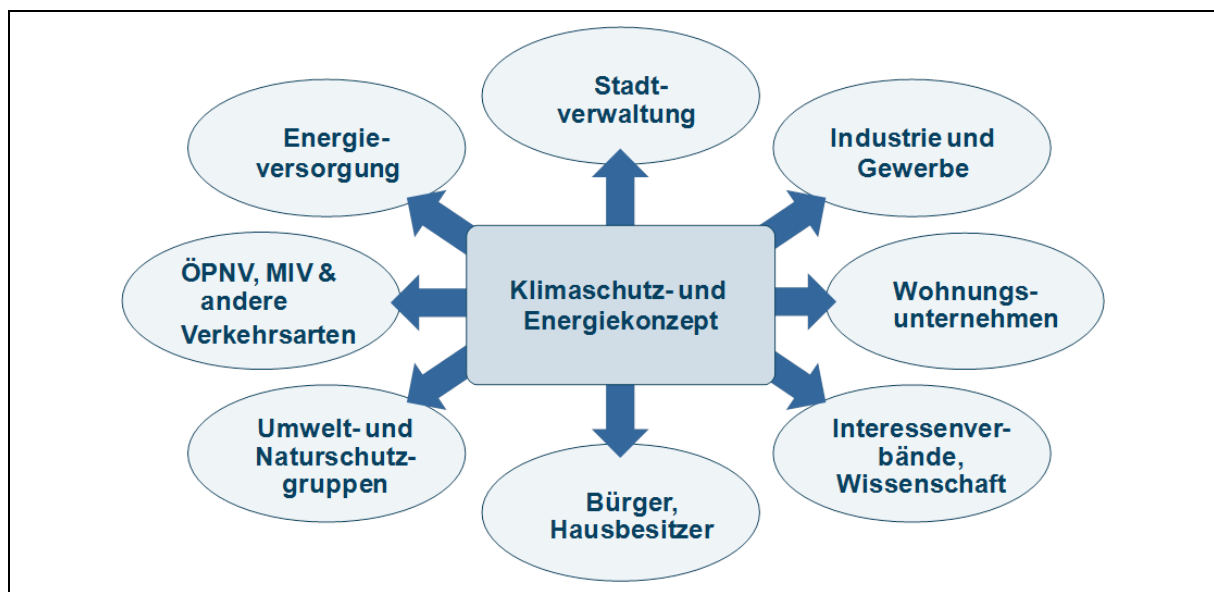 Stadt-
verwaltung
Energie-
versorgung
Industrie und
Gewerbe
ÖPNV, MIV &
andere
Verkehrsarten
Klimaschutz- und
Energiekonzept
Wohnungs-
unternehmen
Umwelt- und
Naturschutz-
gruppen
Bürger,
Hausbesitzer
Interessenver-
bände,
Wissenschaft